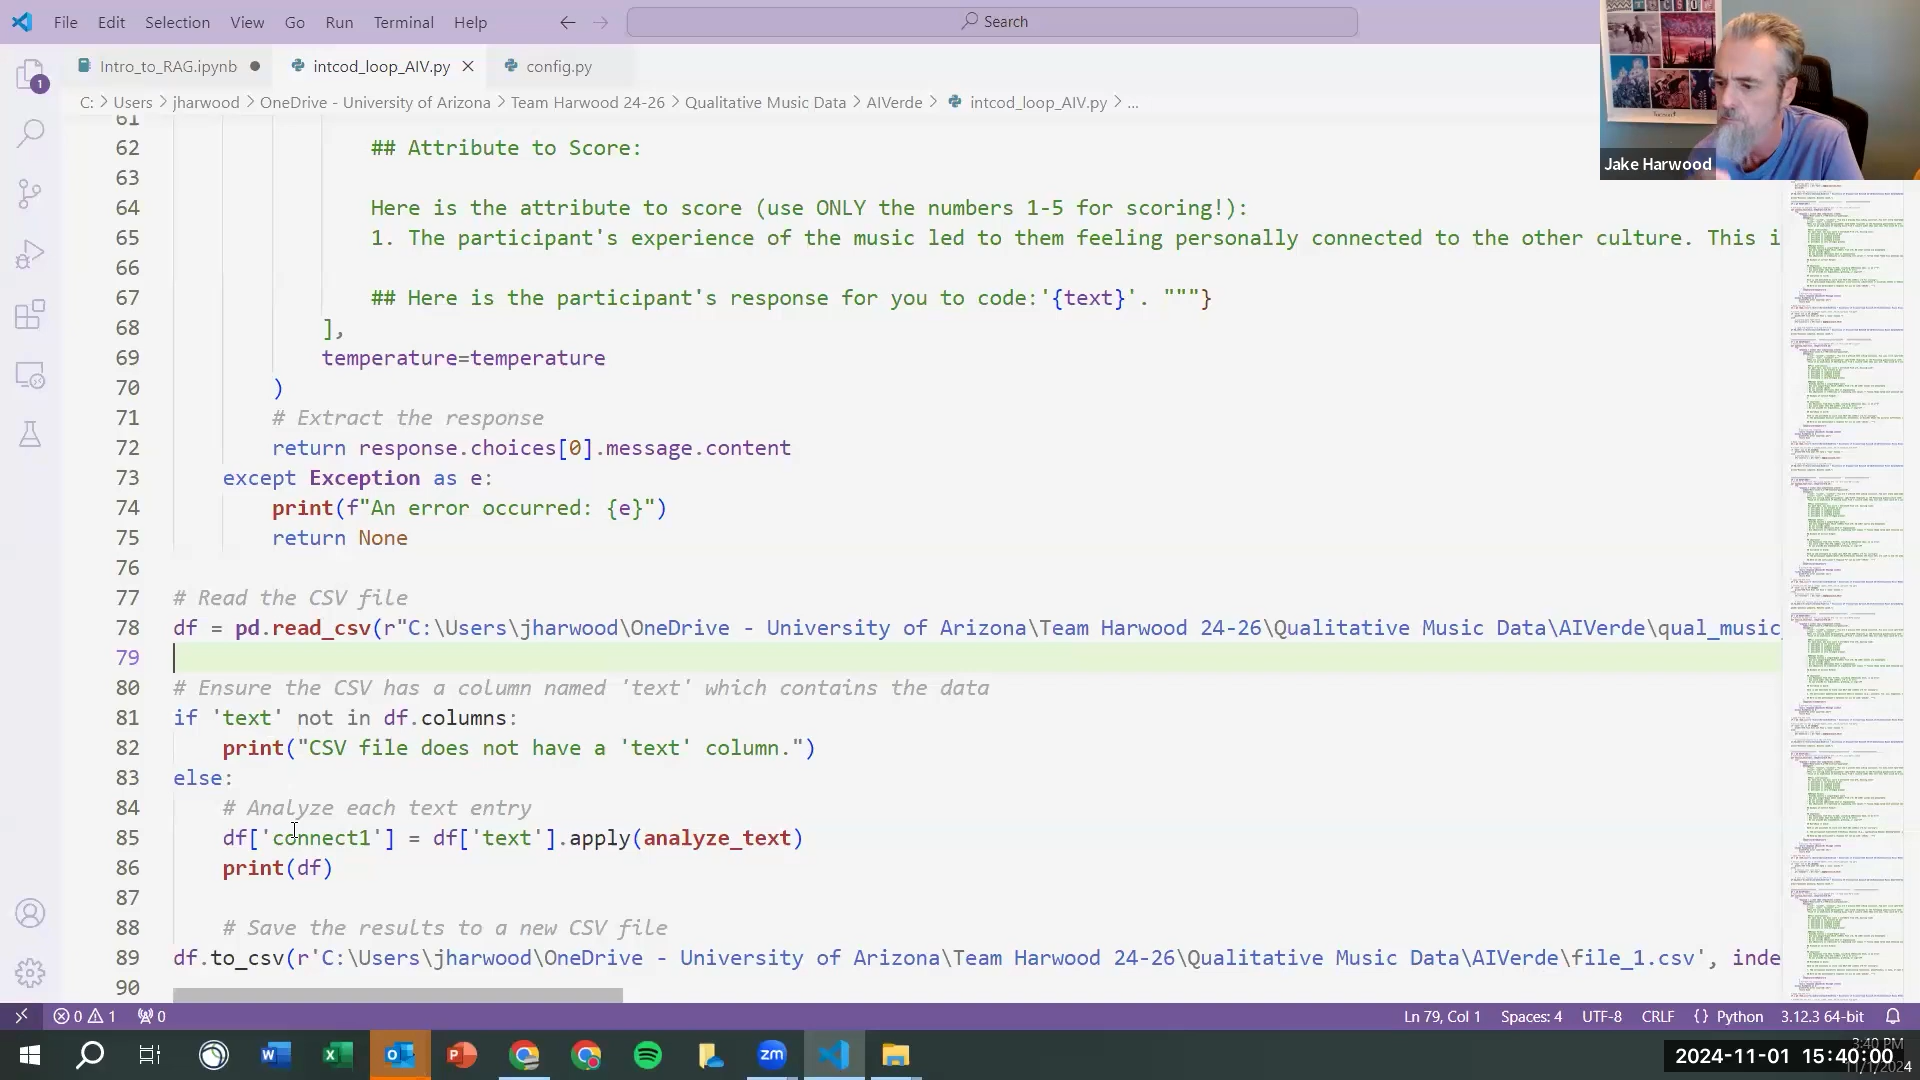 File Edit Selection View Go Run Terminal Help
Search
Intro_to_RAG.ipynb
intcod_loop_AIV.py
config.py
C: > Users > jharwood > OneDrive - University of Arizona > Team Harwood 24-26 > Qualitative Music Data > AIVerde > intcod_loop_AIV.py > ...
Jake Harwood
1
61
62 ## Attribute to Score:
63
64 Here is the attribute to score (use ONLY the numbers 1-5 for scoring!):
65 1. The participant's experience of the music led to them feeling personally connected to the other culture. This i
66
67 ## Here is the participant's response for you to code:'{text}'. """}
68 ],
69 temperature=temperature
70 )
71 # Extract the response
72 return response.choices[0].message.content
73 except Exception as e:
74 print(f"An error occurred: {e}")
75 return None
76
77 # Read the CSV file
78 df = pd.read_csv(r"C:\Users\jharwood\OneDrive - University of Arizona\Team Harwood 24-26\Qualitative Music Data\AIVerde\qual_music_
79
80 # Ensure the CSV has a column named 'text' which contains the data
81 if 'text' not in df.columns:
82 print("CSV file does not have a 'text' column.")
83 else:
84 # Analyze each text entry
85 df['connect1'] = df['text'].apply(analyze_text)
86 print(df)
87
88 # Save the results to a new CSV file
89 df.to_csv(r'C:\Users\jharwood\OneDrive - University of Arizona\Team Harwood 24-26\Qualitative Music Data\AIVerde\file_1.csv', inde
90
0 1 0
Ln 79, Col 1 Spaces: 4 UTF-8 CRLF {} Python 3.12.3 64-bit
zm
3:40 PM
2024-11-01 15:40:00